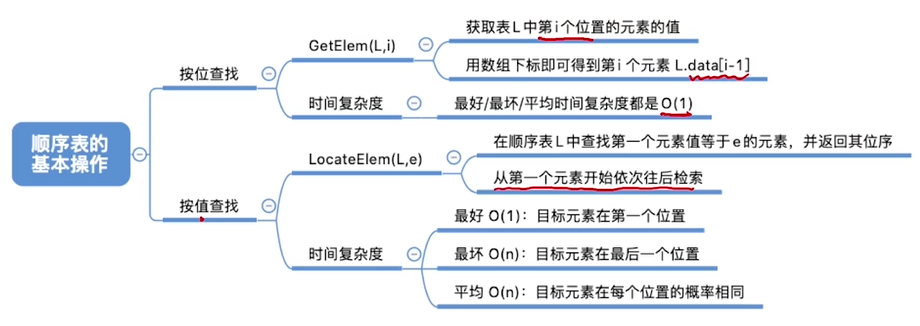 顺序表的
基本操作
按位查找
GetElem(L,i)
获取表L中第i个位置的元素的值
用数组下标即可得到第i个元素 L.data[i-1]
时间复杂度
最好/最坏/平均时间复杂度都是O(1)
按值查找
LocateElem(L,e)
在顺序表L中查找第一个元素值等于e的元素，并返回其位序
从第一个元素开始依次往后检索
时间复杂度
最好 O(1)：目标元素在第一个位置
最坏 O(n)：目标元素在最后一个位置
平均 O(n)：目标元素在每个位置的概率相同